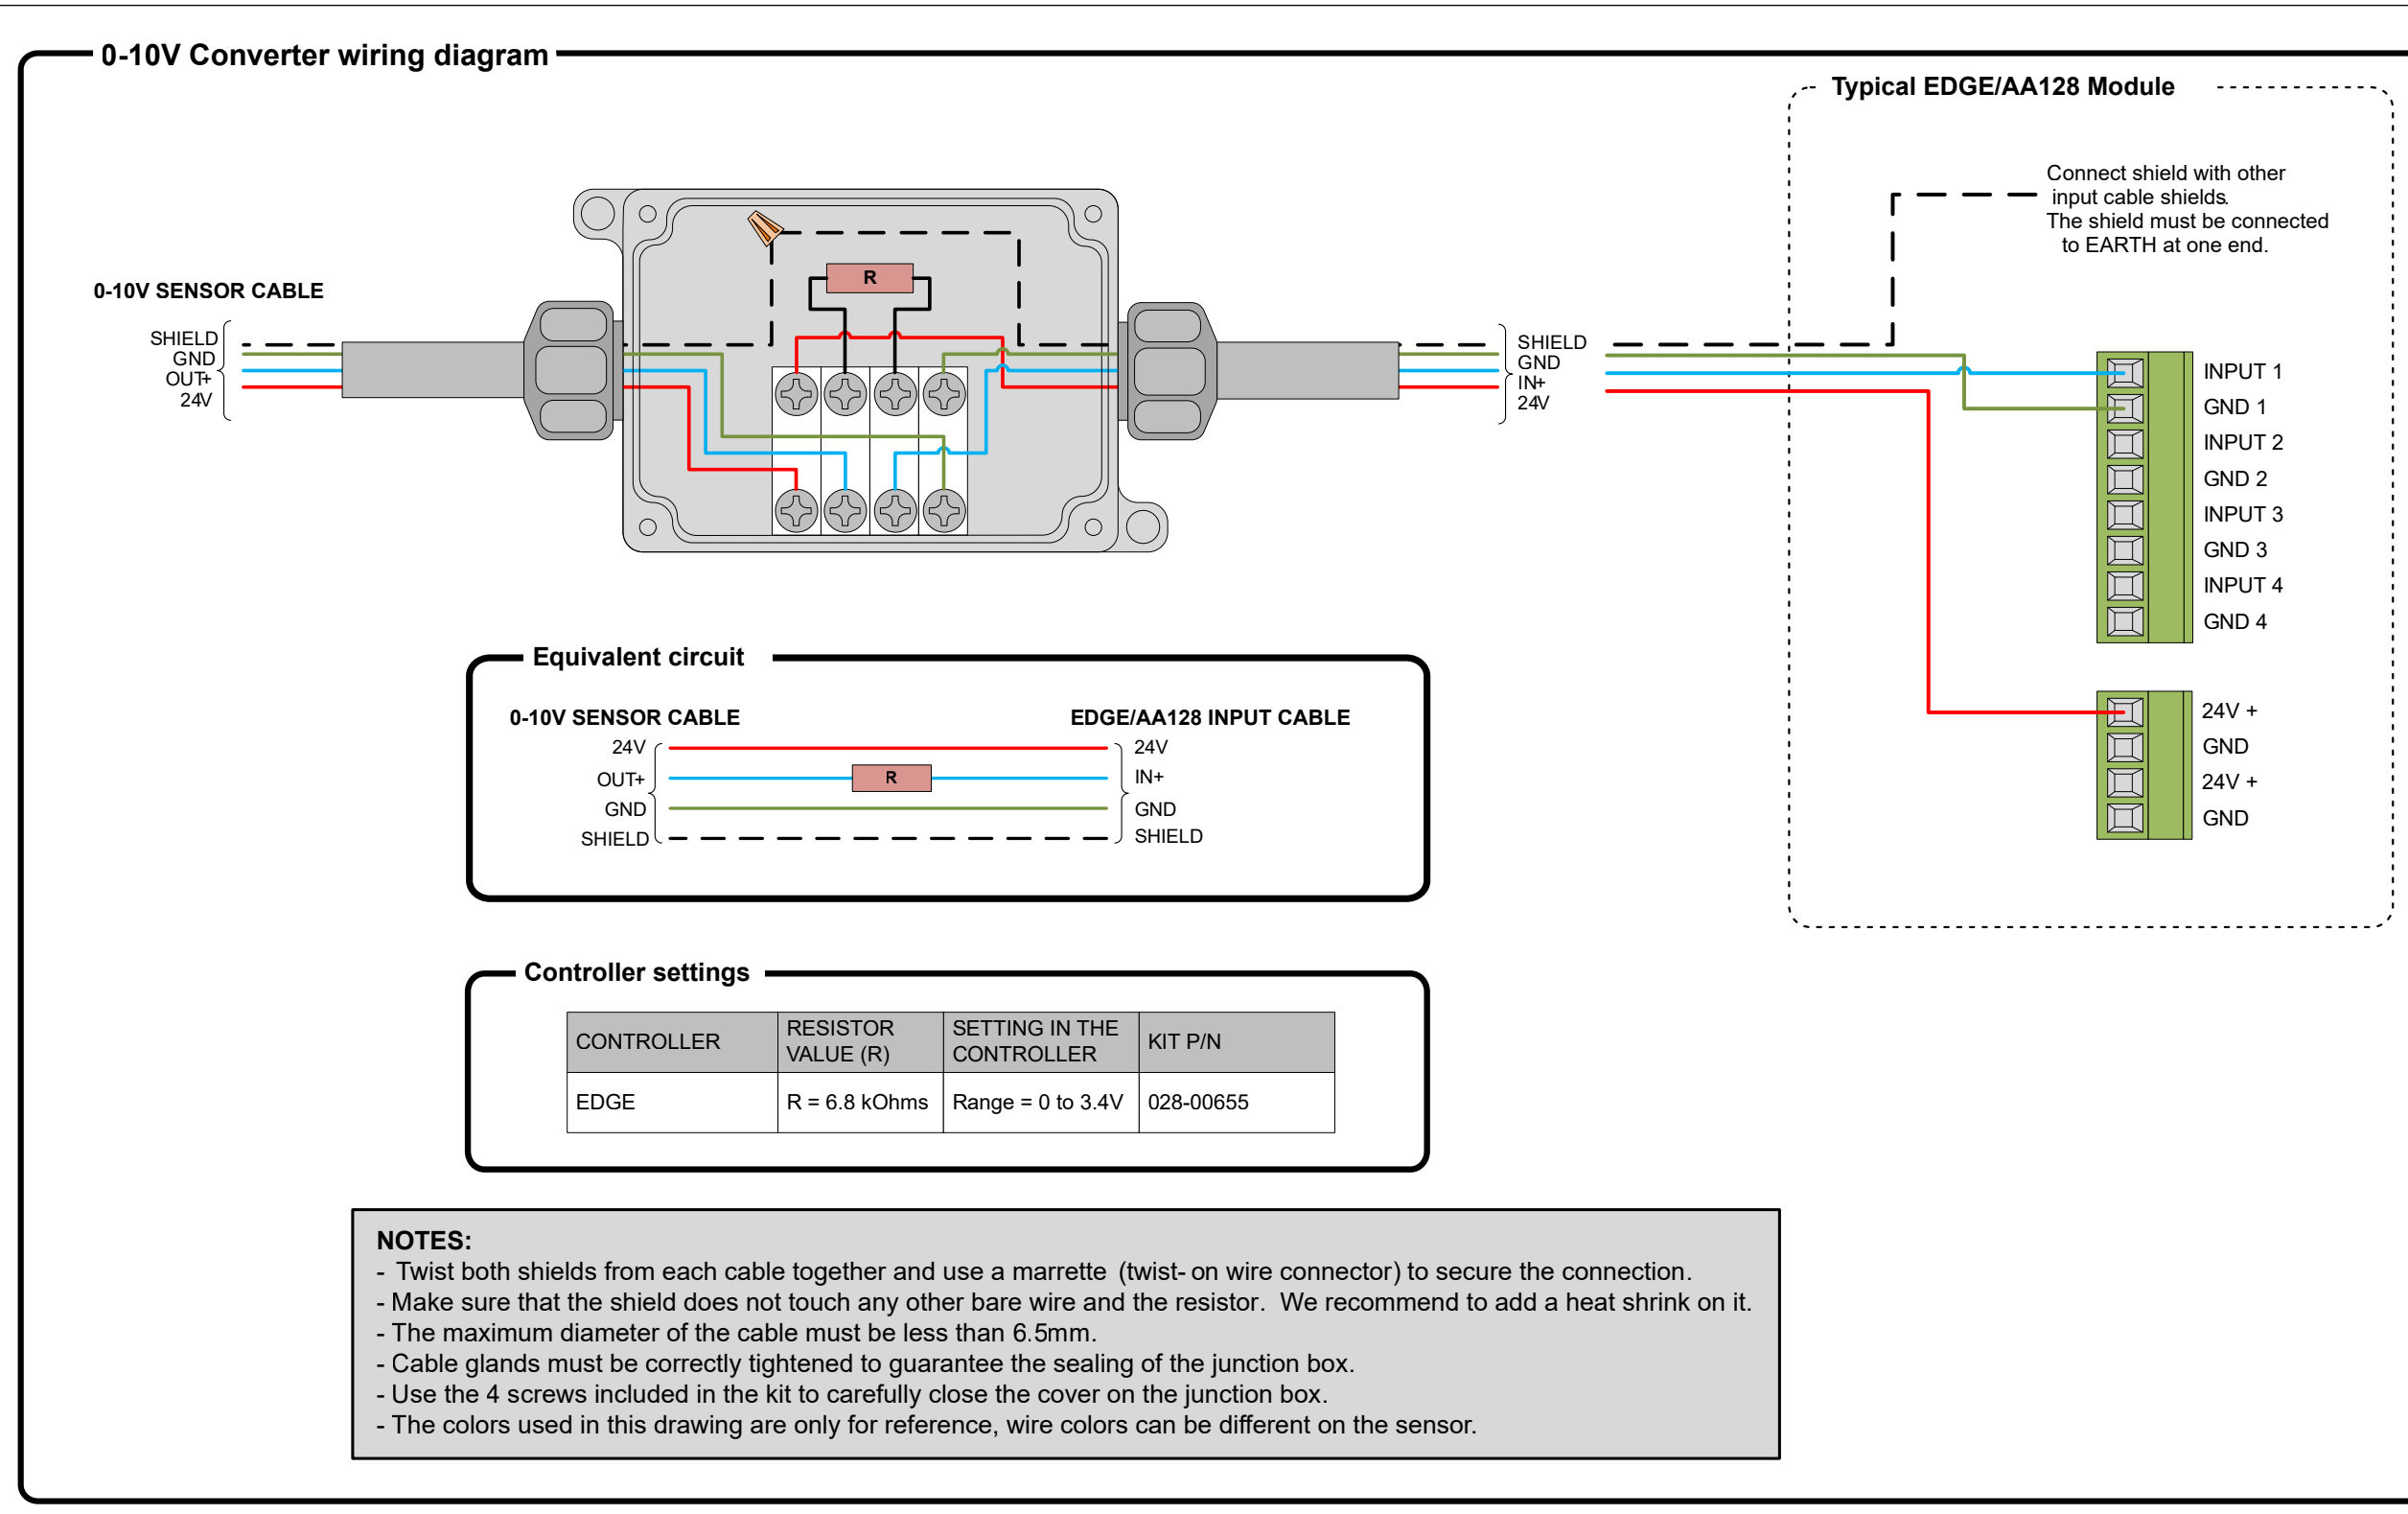 0-10V Converter wiring diagram
Typical EDGE/AA128 Module
Connect shield with other
input cable shields.
The shield must be connected
to EARTH at one end.
0-10V SENSOR CABLE
SHIELD
GND
OUT+
24V
R
SHIELD
GND
IN+
24V
INPUT 1
GND 1
INPUT 2
GND 2
INPUT 3
GND 3
INPUT 4
GND 4
24V +
GND
24V +
GND
Equivalent circuit
0-10V SENSOR CABLE
EDGE/AA128 INPUT CABLE
24V
24V
OUT+
R
IN+
GND
GND
SHIELD
SHIELD
Controller settings
CONTROLLER
RESISTOR
VALUE (R)
SETTING IN THE
CONTROLLER
KIT P/N
EDGE
R = 6.8 kOhms
Range = 0 to 3.4V
028-00655
NOTES:
- Twist both shields from each cable together and use a marrette (twist-on wire connector) to secure the connection.
- Make sure that the shield does not touch any other bare wire and the resistor. We recommend to add a heat shrink on it.
- The maximum diameter of the cable must be less than 6.5mm.
- Cable glands must be correctly tightened to guarantee the sealing of the junction box.
- Use the 4 screws included in the kit to carefully close the cover on the junction box.
- The colors used in this drawing are only for reference, wire colors can be different on the sensor.